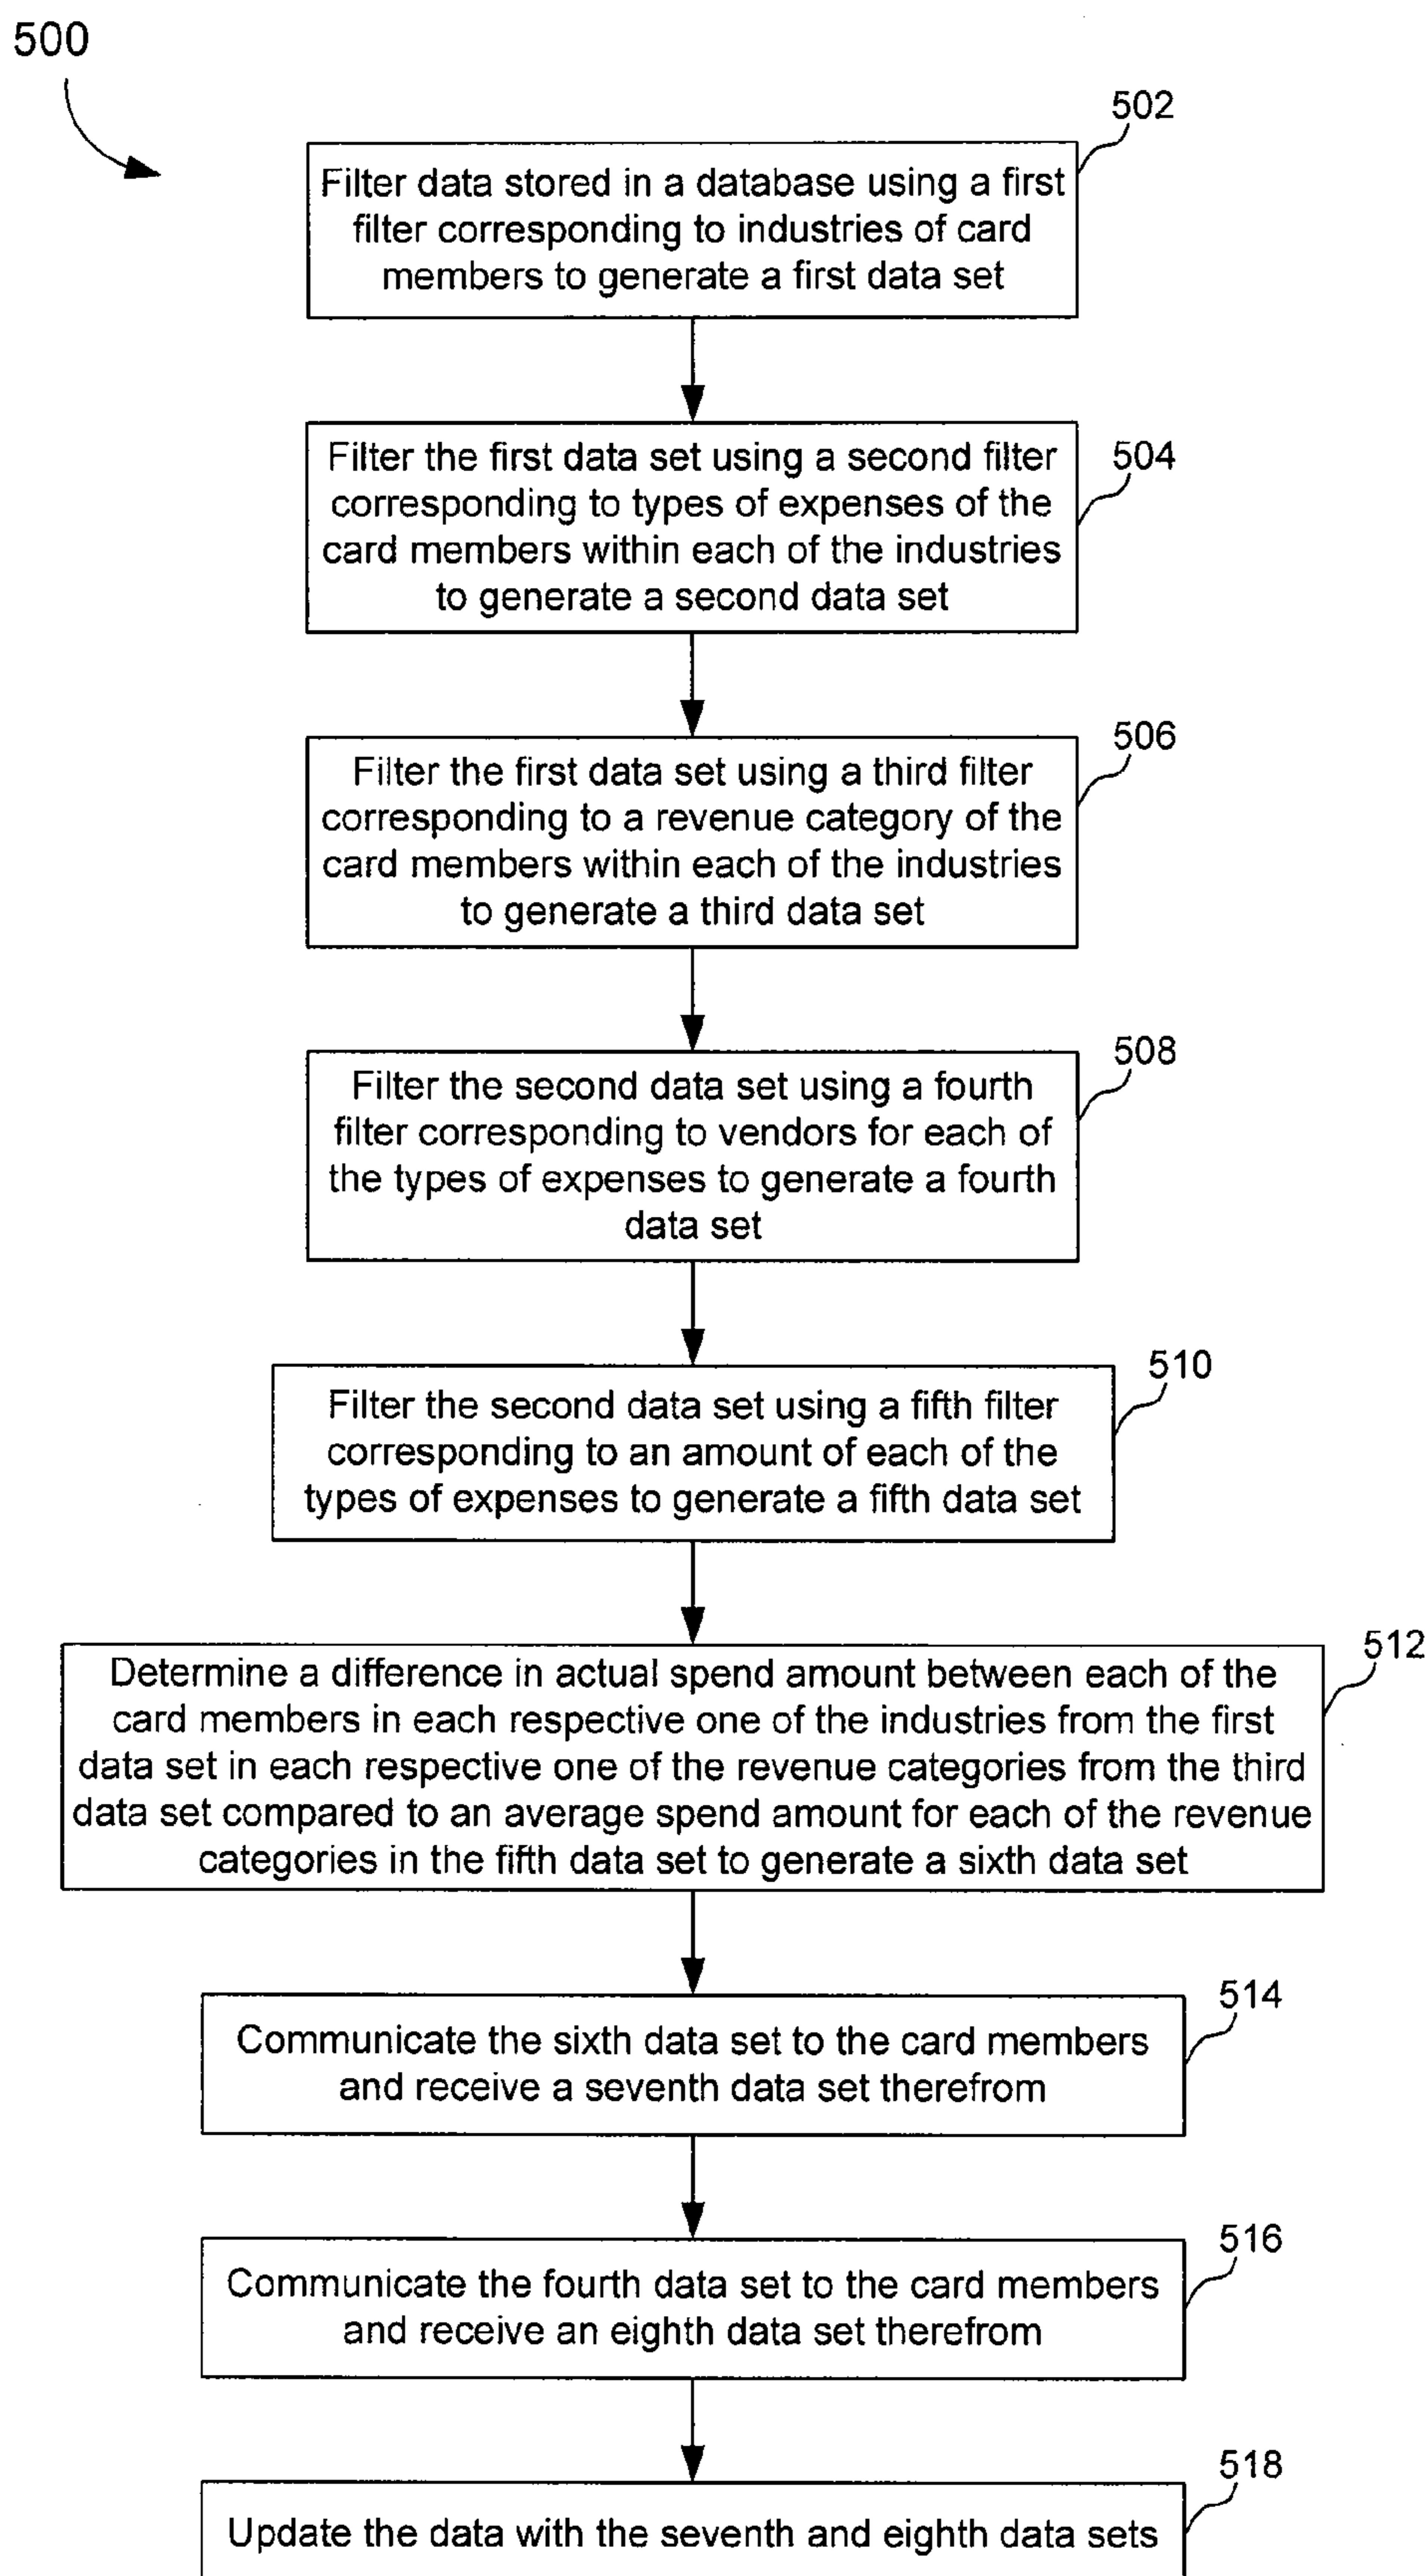 500
502
Filter data stored in a database using a first
filter corresponding to industries of card
members to generate a first data set
504
Filter the first data set using a second filter
corresponding to types of expenses of the
card members within each of the industries
to generate a second data set
506
Filter the first data set using a third filter
corresponding to a revenue category of the
card members within each of the industries
to generate a third data set
508
Filter the second data set using a fourth
filter corresponding to vendors for each of
the types of expenses to generate a fourth
data set
510
Filter the second data set using a fifth filter
corresponding to an amount of each of the
types of expenses to generate a fifth data set
512
Determine a difference in actual spend amount between each of the
card members in each respective one of the industries from the first
data set in each respective one of the revenue categories from the third
data set compared to an average spend amount for each of the revenue
categories in the fifth data set to generate a sixth data set
514
Communicate the sixth data set to the card members
and receive a seventh data set therefrom
516
Communicate the fourth data set to the card members
and receive an eighth data set therefrom
518
Update the data with the seventh and eighth data sets